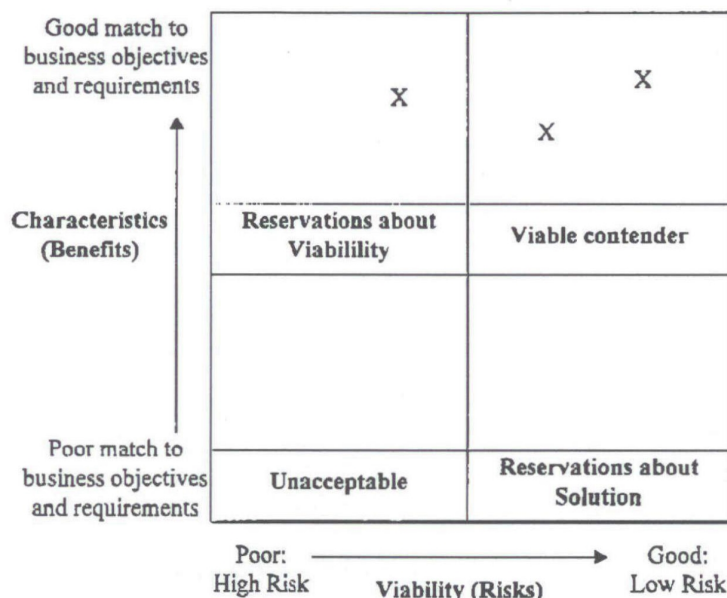 Good match to
business objectives
and requirements
X
X
X
Characteristics
(Benefits)
Reservations about
Viabilility
Viable contender
Poor match to
business objectives
and requirements
Unacceptable
Reservations about
Solution
Poor:
High Risk
Viability (Risks)
Good:
Low Risk